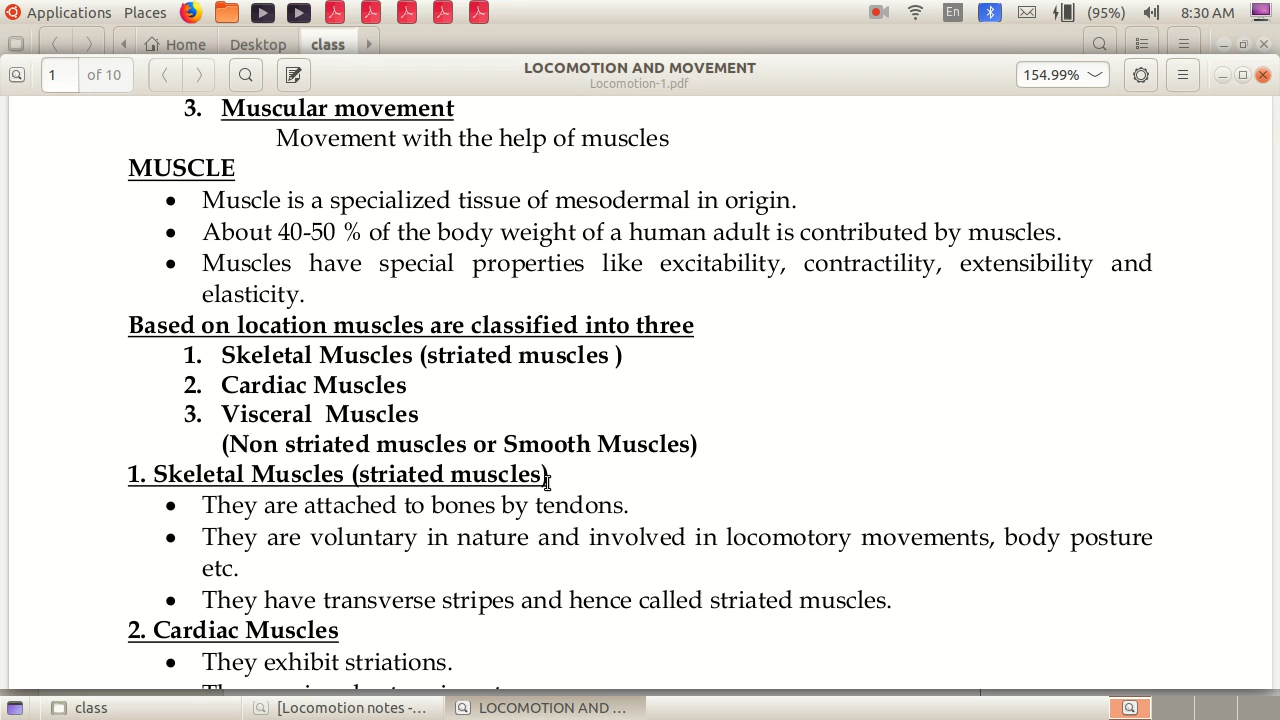 Applications Places En (95%) 8:30 AM
Home Desktop class
1 of 10 LOCOMOTION AND MOVEMENT 154.99%
Locomotion-1.pdf
3. Muscular movement
Movement with the help of muscles
MUSCLE
• Muscle is a specialized tissue of mesodermal in origin.
• About 40-50 % of the body weight of a human adult is contributed by muscles.
• Muscles have special properties like excitability, contractility, extensibility and
elasticity.
Based on location muscles are classified into three
1. Skeletal Muscles (striated muscles )
2. Cardiac Muscles
3. Visceral Muscles
(Non striated muscles or Smooth Muscles)
1. Skeletal Muscles (striated muscles)
• They are attached to bones by tendons.
• They are voluntary in nature and involved in locomotory movements, body posture
etc.
• They have transverse stripes and hence called striated muscles.
2. Cardiac Muscles
• They exhibit striations.
class [Locomotion notes -... LOCOMOTION AND ...